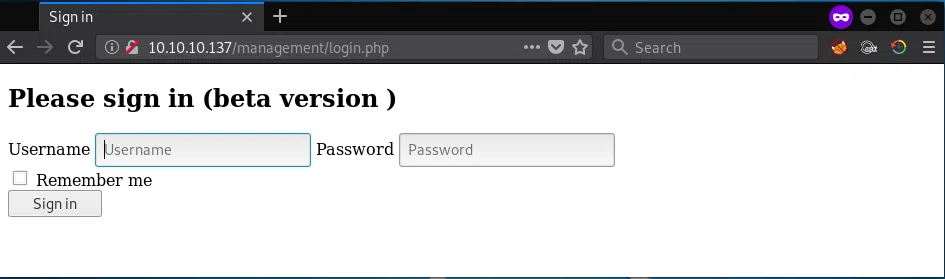 Sign in
10.10.10.137/management/login.php
Search
Please sign in (beta version )
Username Username Password Password
Remember me
Sign in